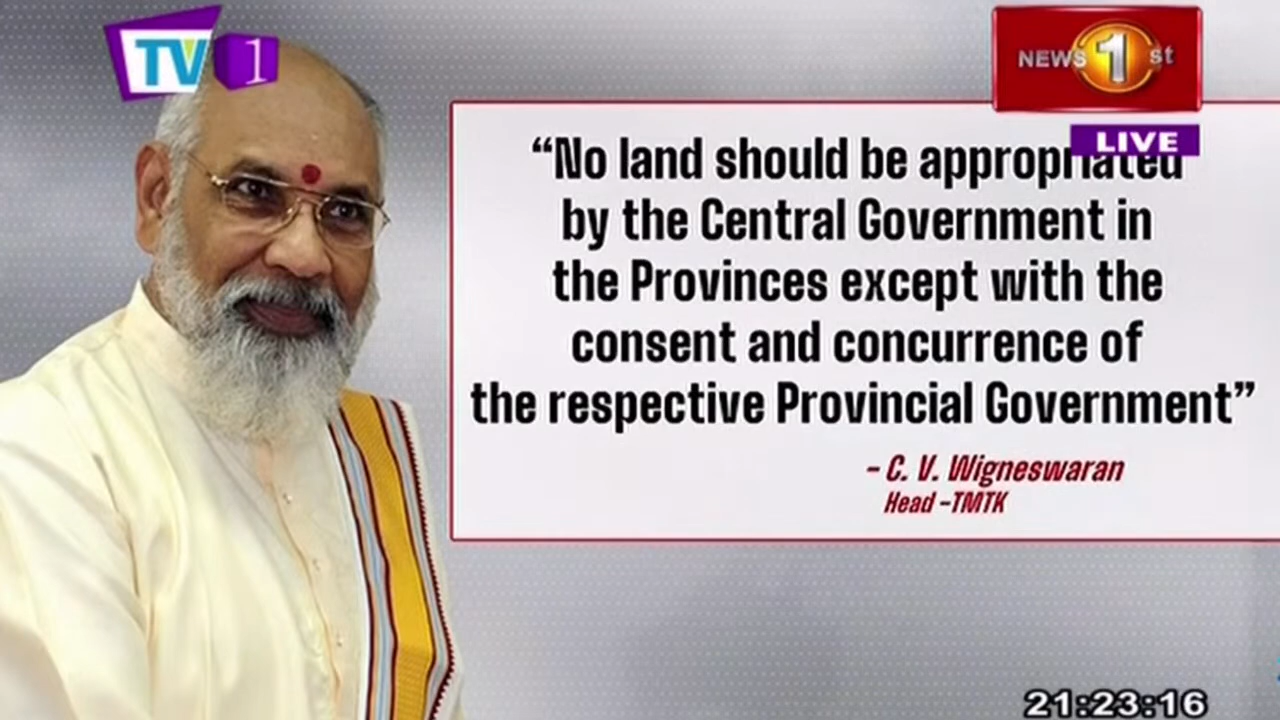 TV 1
NEWS 1st
LIVE
“No land should be appropriated
by the Central Government in
the Provinces except with the
consent and concurrence of
the respective Provincial Government”
- C. V. Wigneswaran
Head -TMTK
21:23:16